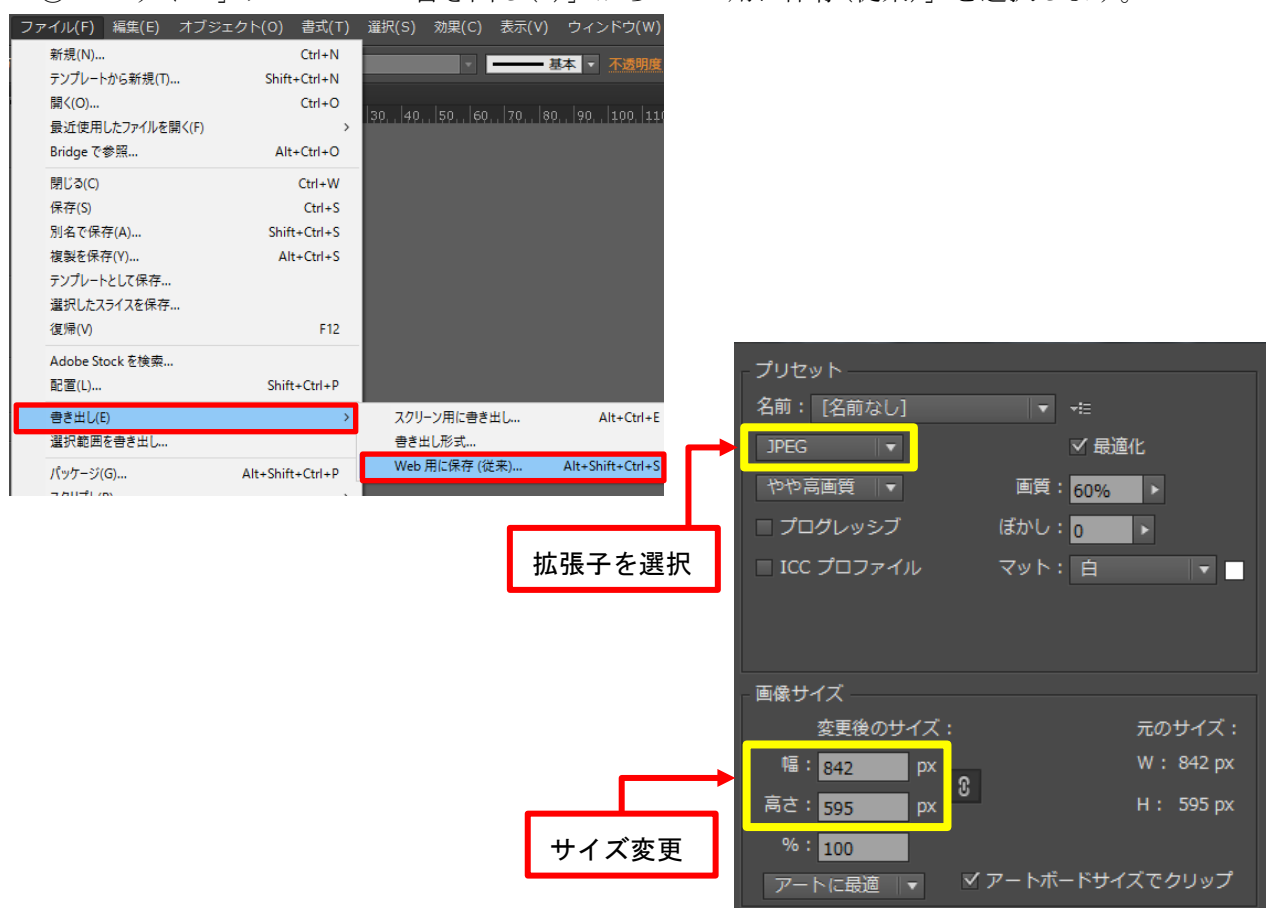 ファイル(F) 編集(E) オブジェクト(O) 書式(T) 選択(S) 効果(C) 表示(V) ウィンドウ(W)
新規(N)... Ctrl+N
テンプレートから新規(T)... Shift+Ctrl+N
開く(O)... Ctrl+O
最近使用したファイルを開く(F) >
Bridge で参照... Alt+Ctrl+O
閉じる(C) Ctrl+W
保存(S) Ctrl+S
別名で保存(A)... Shift+Ctrl+S
複製を保存(Y)... Alt+Ctrl+S
テンプレートとして保存...
選択したスライスを保存...
復帰(V) F12
Adobe Stock を検索...
配置(L)... Shift+Ctrl+P
書き出し(E) >
選択範囲を書き出し...
パッケージ(G)... Alt+Shift+Ctrl+P
基本 不透明度
30 40 50 60 70 80 90 100 110
スクリーン用に書き出し... Alt+Ctrl+E
書き出し形式...
Web 用に保存 (従来)... Alt+Shift+Ctrl+S
拡張子を選択
サイズ変更
プリセット
名前： [名前なし]
JPEG 最適化
やや高画質 画質： 60%
プログレッシブ ぼかし： 0
ICC プロファイル マット： 白
画像サイズ
変更後のサイズ： 元のサイズ：
幅： 842 px W： 842 px
高さ： 595 px H： 595 px
%： 100
アートに最適 アートボードサイズでクリップ